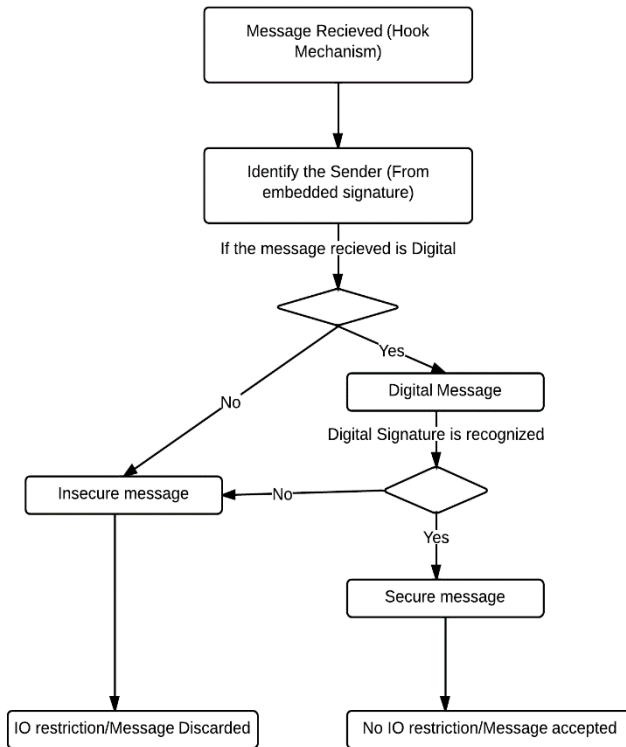 Message Recieved (Hook
Mechanism)
Identify the Sender (From
embedded signature)
If the message recieved is Digital
Yes
No
Digital Message
Digital Signature is recognized
Insecure message
No
Yes
Secure message
IO restriction/Message Discarded
No IO restriction/Message accepted